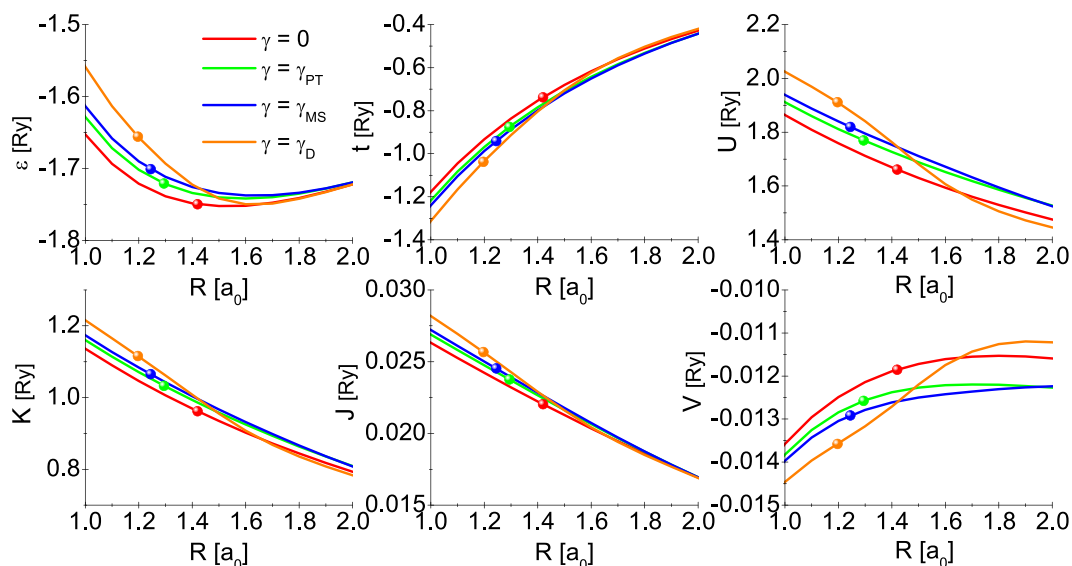 -1.5
-1.6
-1.7
-1.8
ε [Ry]
1.0 1.2 1.4 1.6 1.8 2.0
R [a0]
γ = 0
γ = γPT
γ = γMS
γ = γD
-0.4
-0.6
-0.8
-1.0
-1.2
-1.4
t [Ry]
1.0 1.2 1.4 1.6 1.8 2.0
R [a0]
2.2
2.0
1.8
1.6
1.4
U [Ry]
1.0 1.2 1.4 1.6 1.8 2.0
R [a0]
1.2
1.0
0.8
K [Ry]
1.0 1.2 1.4 1.6 1.8 2.0
R [a0]
0.030
0.025
0.020
0.015
J [Ry]
1.0 1.2 1.4 1.6 1.8 2.0
R [a0]
-0.010
-0.011
-0.012
-0.013
-0.014
-0.015
V [Ry]
1.0 1.2 1.4 1.6 1.8 2.0
R [a0]